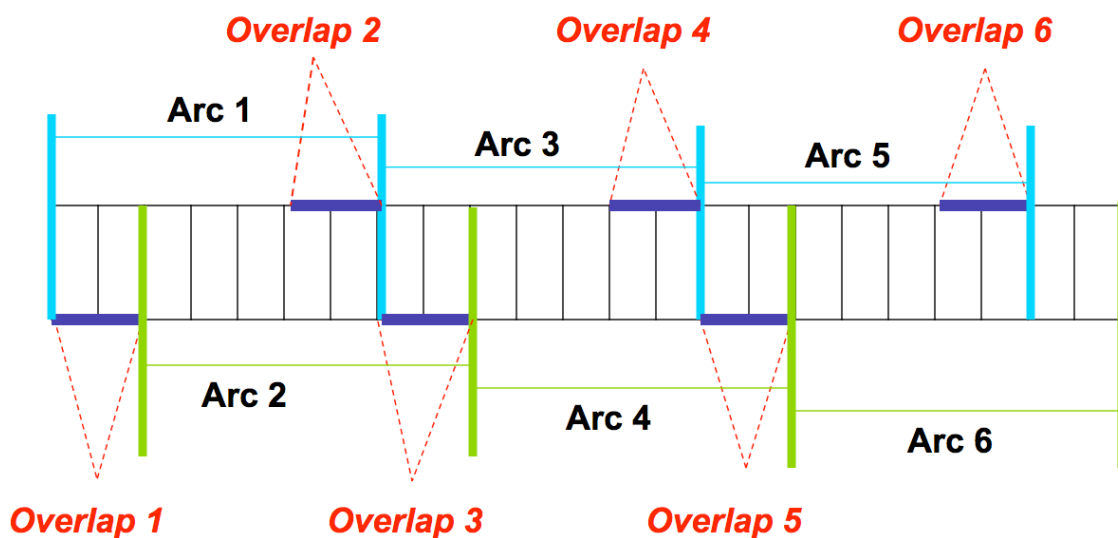 Overlap 2
Overlap 4
Overlap 6
Arc 1
Arc 3
Arc 5
Arc 2
Arc 4
Arc 6
Overlap 1
Overlap 3
Overlap 5